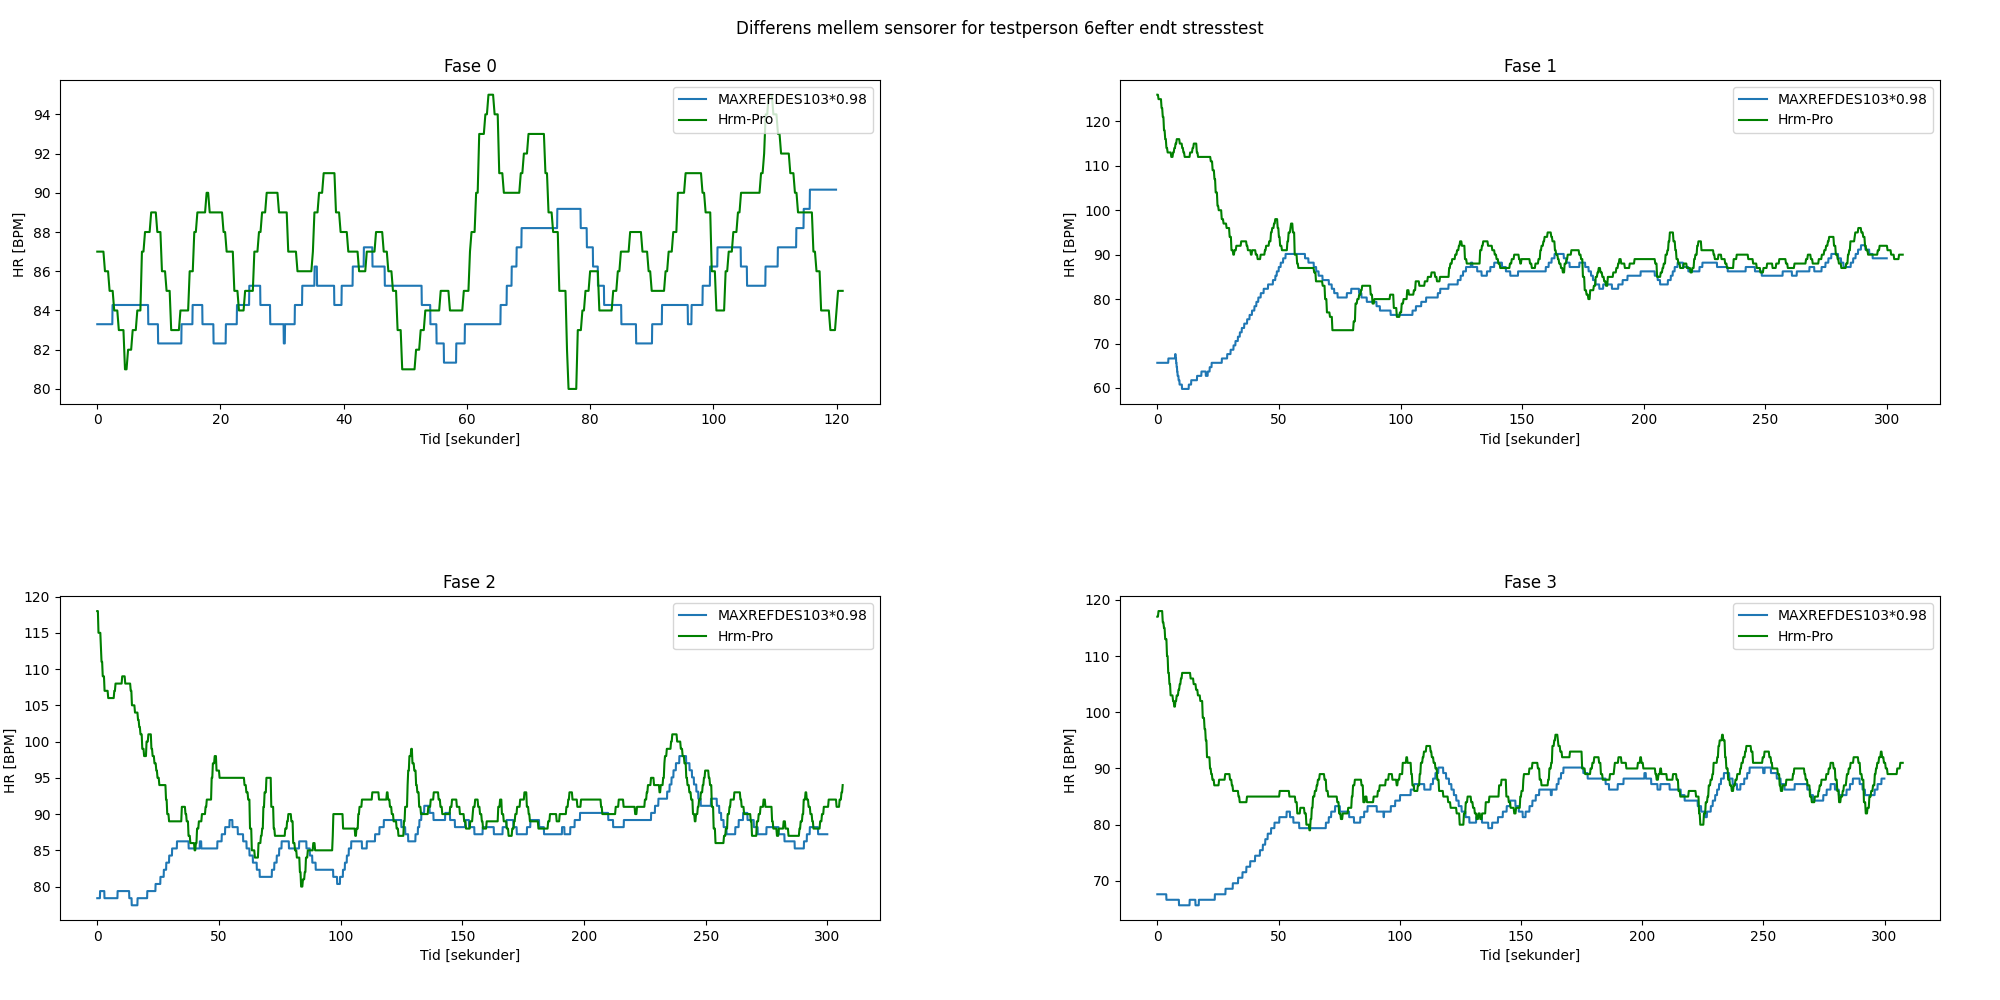 Differens mellem sensorer for testperson 6efter endt stresstest
Fase 0
94
92
90
88
86
84
82
80
HR [BPM]
0 20 40 60 80 100 120
Tid [sekunder]
MAXREFDES103*0.98
Hrm-Pro
Fase 1
120
110
100
90
80
70
60
HR [BPM]
0 50 100 150 200 250 300
Tid [sekunder]
MAXREFDES103*0.98
Hrm-Pro
Fase 2
120
115
110
105
100
95
90
85
80
HR [BPM]
0 50 100 150 200 250 300
Tid [sekunder]
MAXREFDES103*0.98
Hrm-Pro
Fase 3
120
110
100
90
80
70
HR [BPM]
0 50 100 150 200 250 300
Tid [sekunder]
MAXREFDES103*0.98
Hrm-Pro